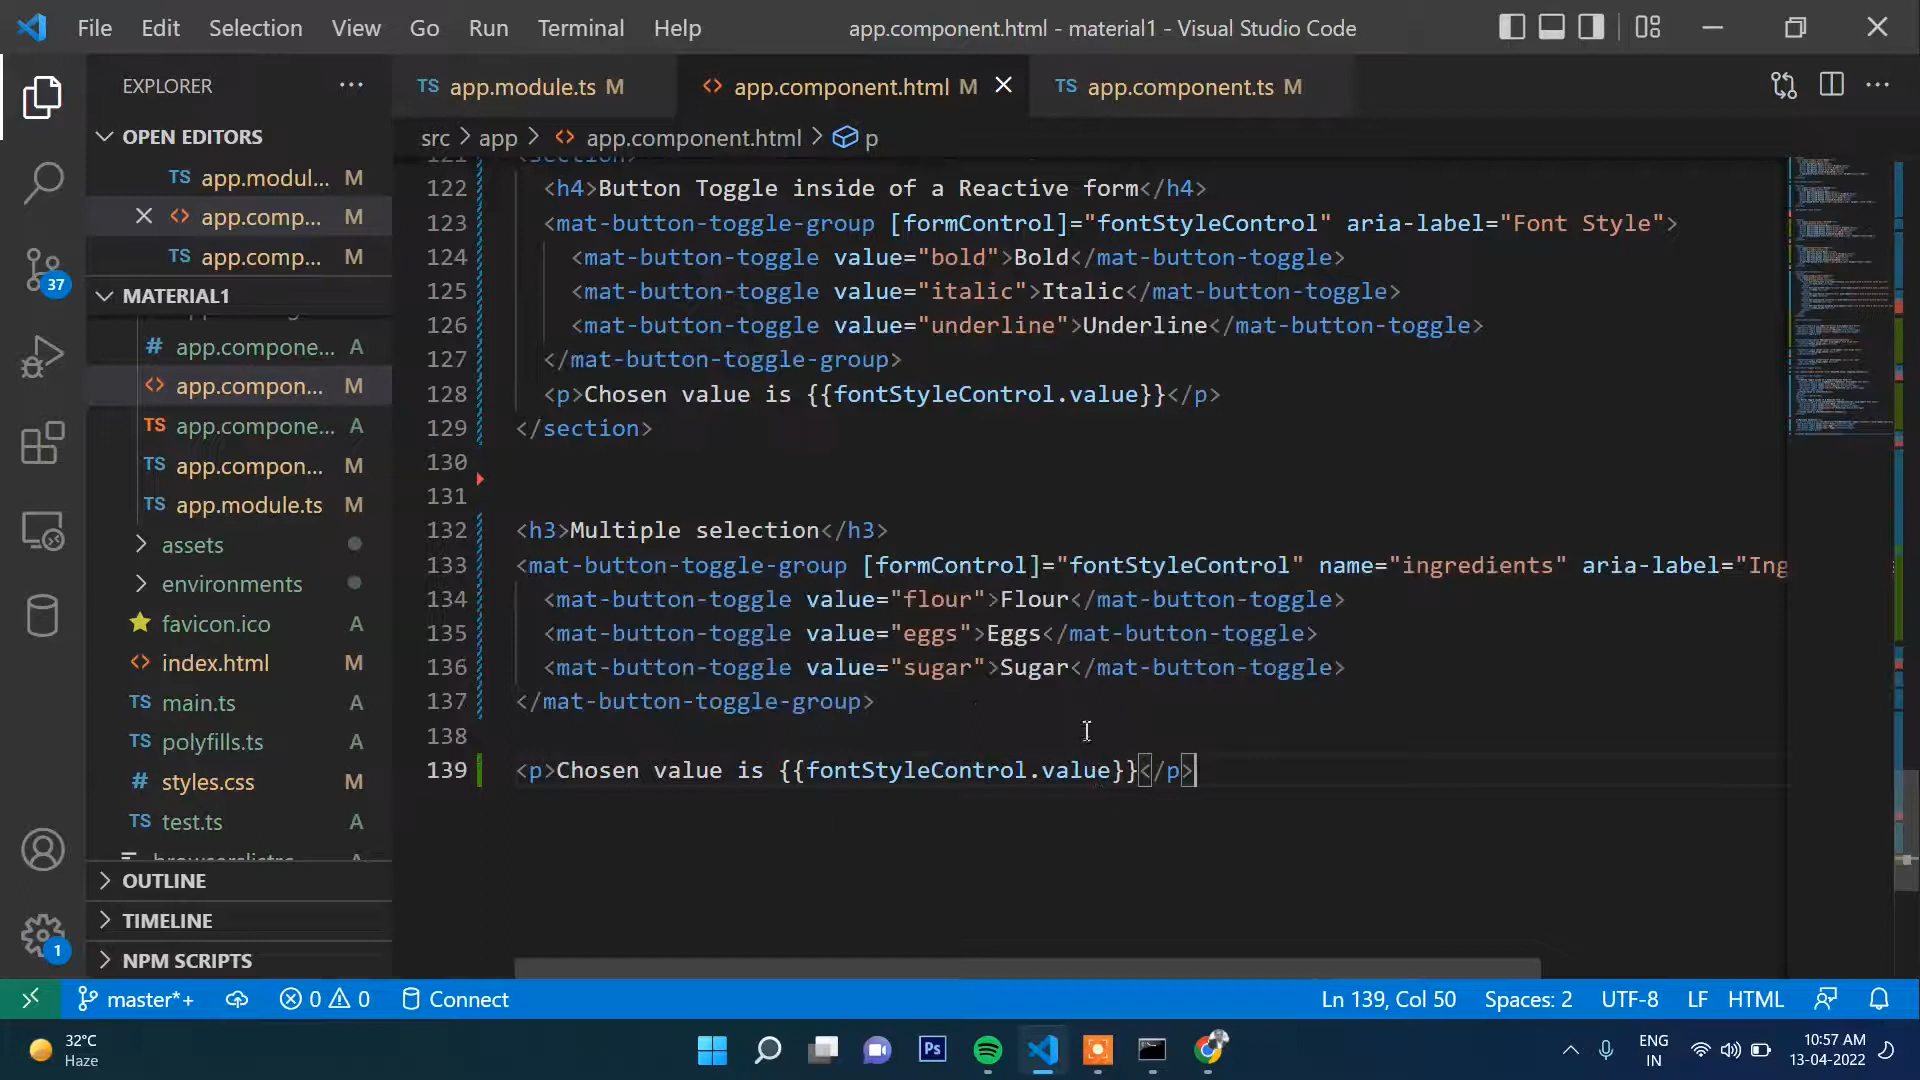 File Edit Selection View Go Run Terminal Help
app.component.html - material1 - Visual Studio Code
EXPLORER
TS app.module.ts M
<> app.component.html M
TS app.component.ts M
OPEN EDITORS
src > app > <> app.component.html > p
TS app.modul... M
<> app.comp... M
TS app.comp... M
MATERIAL1
# app.compone... A
<> app.compon... M
TS app.compone... A
TS app.compon... M
TS app.module.ts M
assets
environments
favicon.ico A
<> index.html M
TS main.ts A
TS polyfills.ts A
# styles.css M
TS test.ts A
OUTLINE
TIMELINE
NPM SCRIPTS
37
1
121 <section>
122 <h4>Button Toggle inside of a Reactive form</h4>
123 <mat-button-toggle-group [formControl]="fontStyleControl" aria-label="Font Style">
124 <mat-button-toggle value="bold">Bold</mat-button-toggle>
125 <mat-button-toggle value="italic">Italic</mat-button-toggle>
126 <mat-button-toggle value="underline">Underline</mat-button-toggle>
127 </mat-button-toggle-group>
128 <p>Chosen value is {{fontStyleControl.value}}</p>
129 </section>
130
131
132 <h3>Multiple selection</h3>
133 <mat-button-toggle-group [formControl]="fontStyleControl" name="ingredients" aria-label="Ing
134 <mat-button-toggle value="flour">Flour</mat-button-toggle>
135 <mat-button-toggle value="eggs">Eggs</mat-button-toggle>
136 <mat-button-toggle value="sugar">Sugar</mat-button-toggle>
137 </mat-button-toggle-group>
138
139 <p>Chosen value is {{fontStyleControl.value}}</p>
master*+ 0 0 Connect
Ln 139, Col 50 Spaces: 2 UTF-8 LF HTML
32°C
Haze
Ps
ENG
IN
10:57 AM
13-04-2022